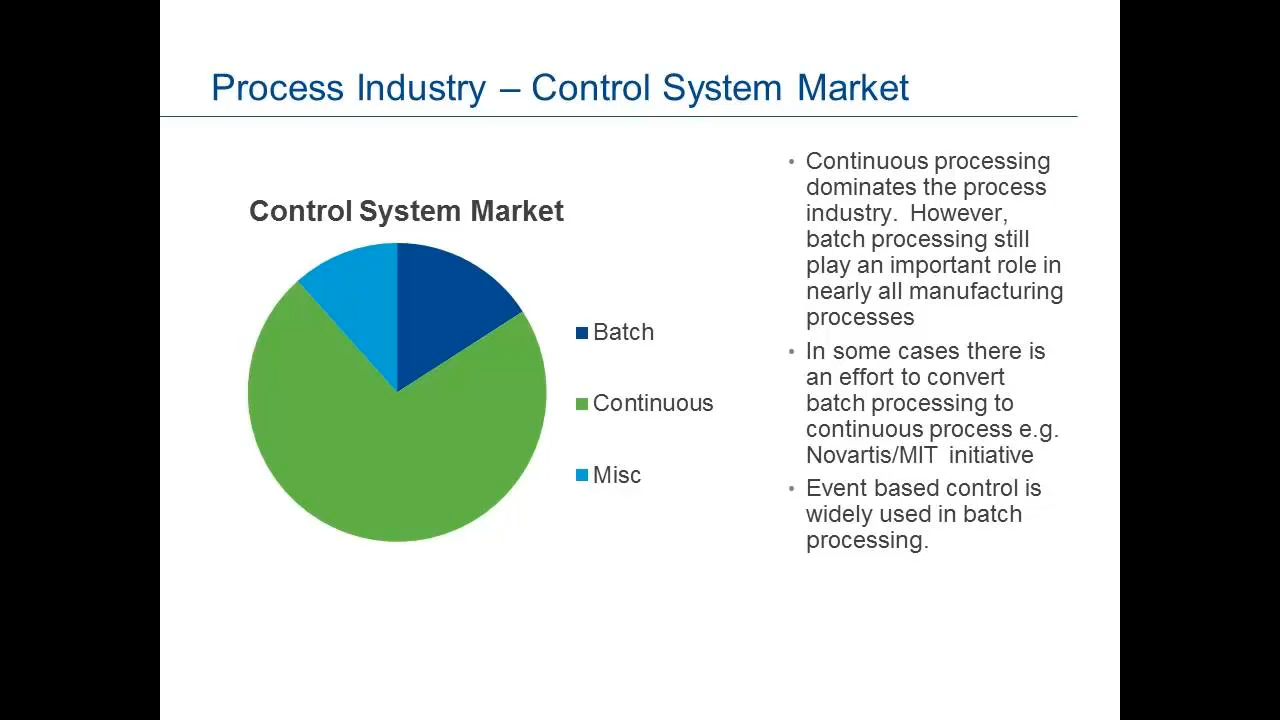 Process Industry – Control System Market
Control System Market
Batch
Continuous
Misc
• Continuous processing
dominates the process
industry.  However,
batch processing still
play an important role in
nearly all manufacturing
processes
• In some cases there is
an effort to convert
batch processing to
continuous process e.g.
Novartis/MIT  initiative
• Event based control is
widely used in batch
processing.